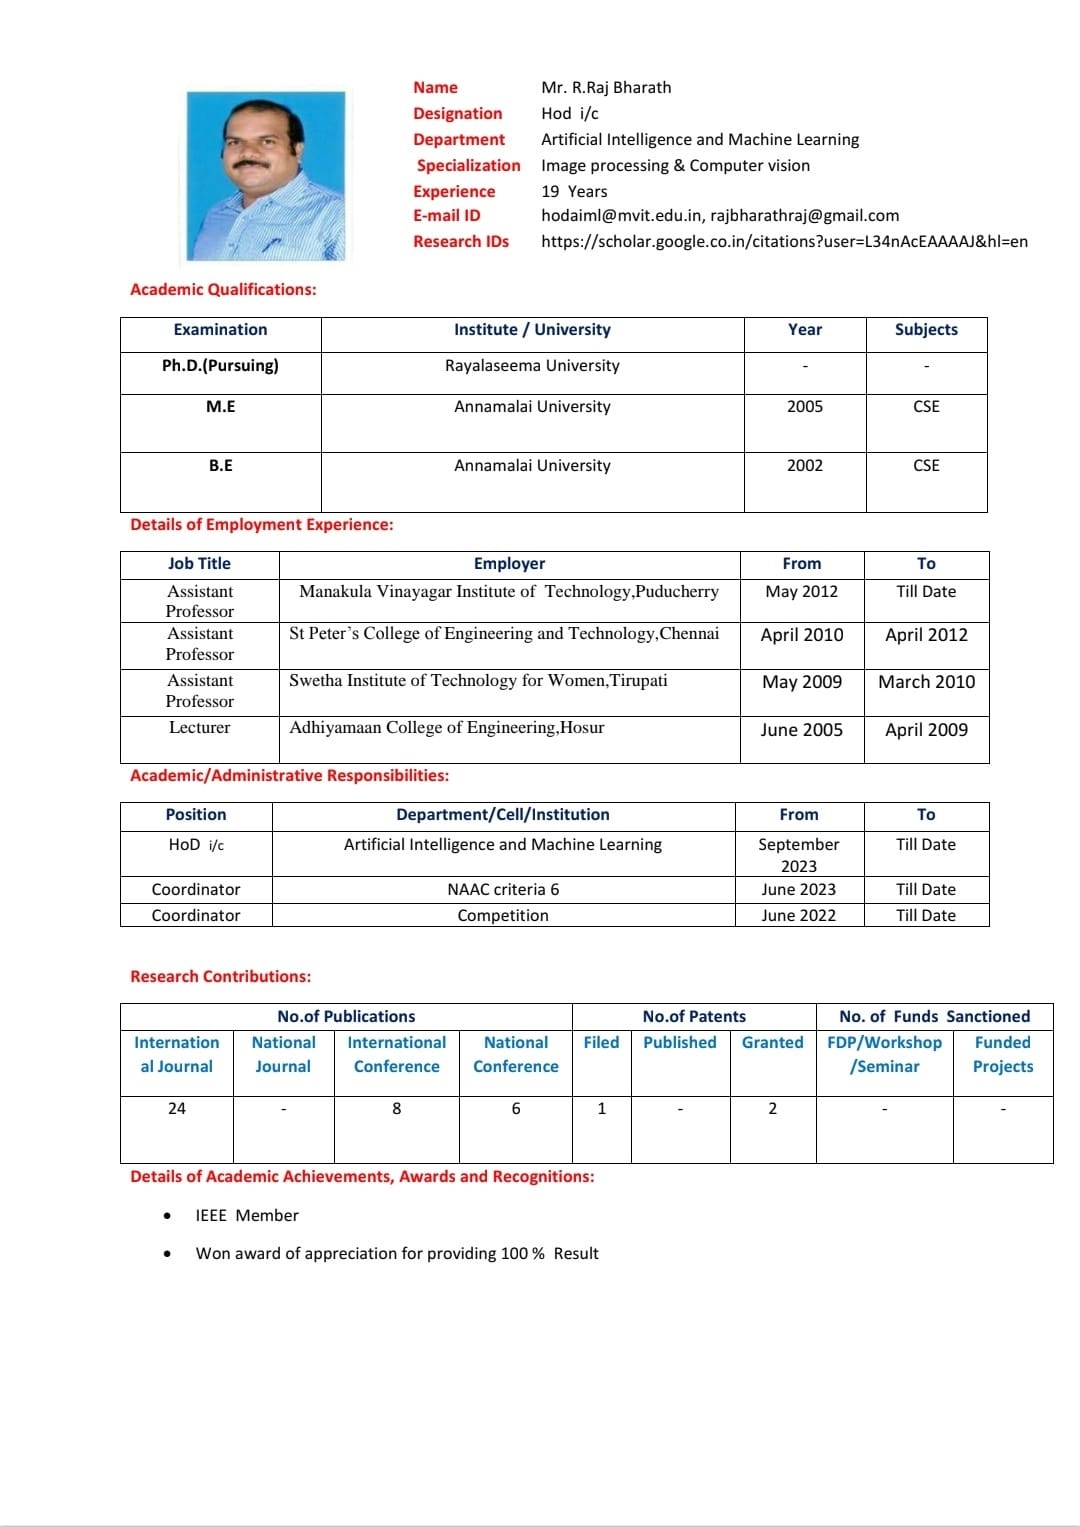 Name Mr. R.Raj Bharath
Designation Hod i/c
Department Artificial Intelligence and Machine Learning
Specialization Image processing & Computer vision
Experience 19 Years
E-mail ID hodaiml@mvit.edu.in, rajbharathraj@gmail.com
Research IDs https://scholar.google.co.in/citations?user=L34nAcEAAAAJ&hl=en
Academic Qualifications:
Examination Institute / University Year Subjects
Ph.D.(Pursuing) Rayalaseema University - -
M.E Annamalai University 2005 CSE
B.E Annamalai University 2002 CSE
Details of Employment Experience:
Job Title Employer From To
Assistant Manakula Vinayagar Institute of Technology,Puducherry May 2012 Till Date
Professor
Assistant St Peter's College of Engineering and Technology,Chennai April 2010 April 2012
Professor
Assistant Swetha Institute of Technology for Women,Tirupati May 2009 March 2010
Professor
Lecturer Adhiyamaan College of Engineering,Hosur June 2005 April 2009
Academic/Administrative Responsibilities:
Position Department/Cell/Institution From To
HoD i/c Artificial Intelligence and Machine Learning September Till Date
2023
Coordinator NAAC criteria 6 June 2023 Till Date
Coordinator Competition June 2022 Till Date
Research Contributions:
No.of Publications No.of Patents No. of Funds Sanctioned
Internation National International National Filed Published Granted FDP/Workshop Funded
al Journal Journal Conference Conference /Seminar Projects
24 - 8 6 1 - 2 - -
Details of Academic Achievements, Awards and Recognitions:
• IEEE Member
• Won award of appreciation for providing 100 % Result